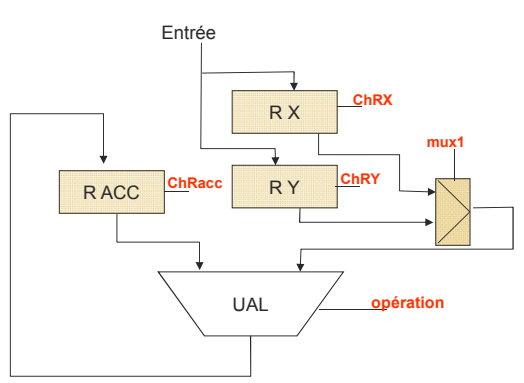 Entrée
R X
ChRX
mux1
R ACC
ChRacc
R Y
ChRY
UAL
opération